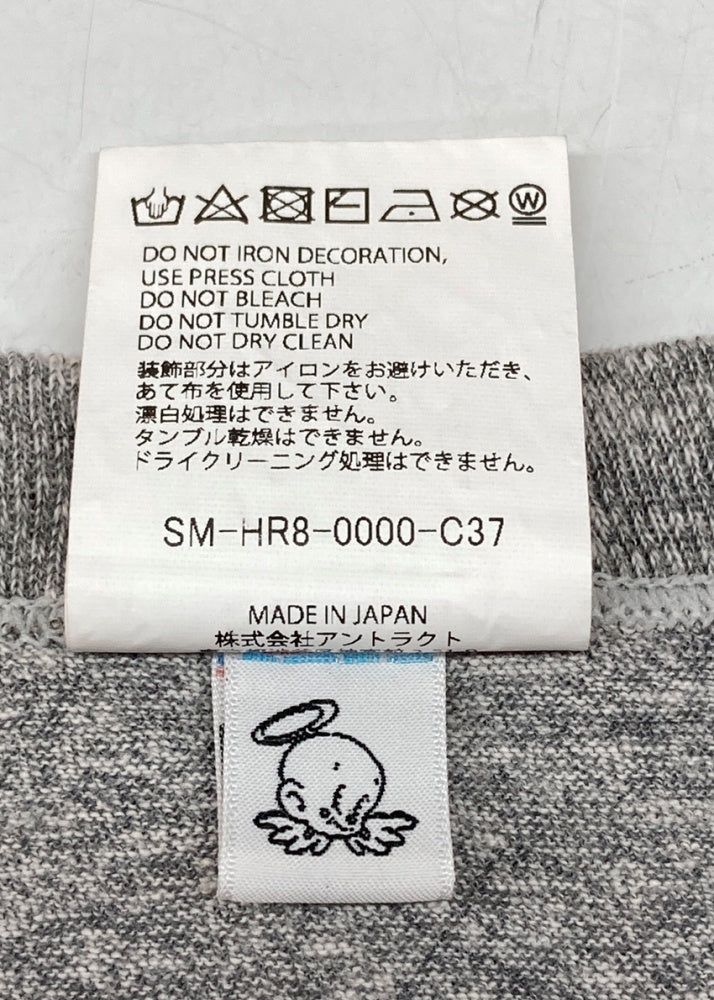 W
DO NOT IRON DECORATION,
USE PRESS CLOTH
DO NOT BLEACH
DO NOT TUMBLE DRY
DO NOT DRY CLEAN
装飾部分はアイロンをお避けいただき、
あて布を使用して下さい。
漂白処理はできません。
タンブル乾燥はできません。
ドライクリーニング処理はできません。
SM-HR8-0000-C37
MADE IN JAPAN
株式会社アントラクト